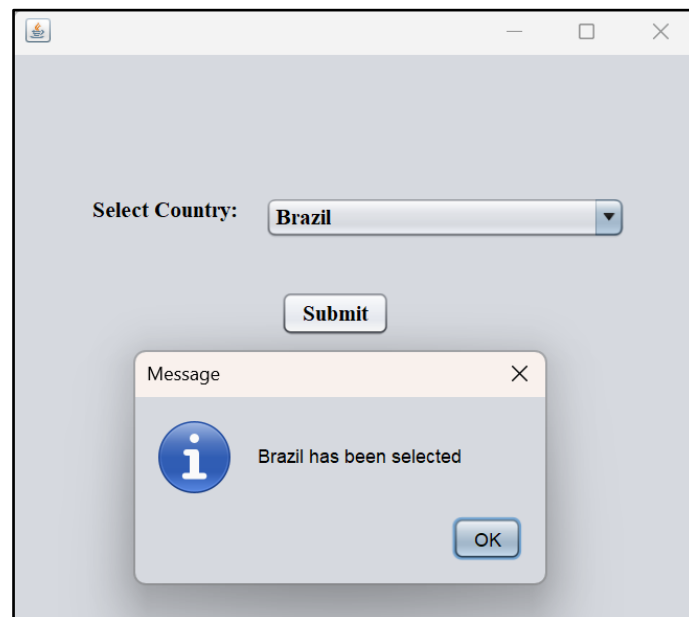 Select Country:
Brazil
Submit
Message
Brazil has been selected
OK